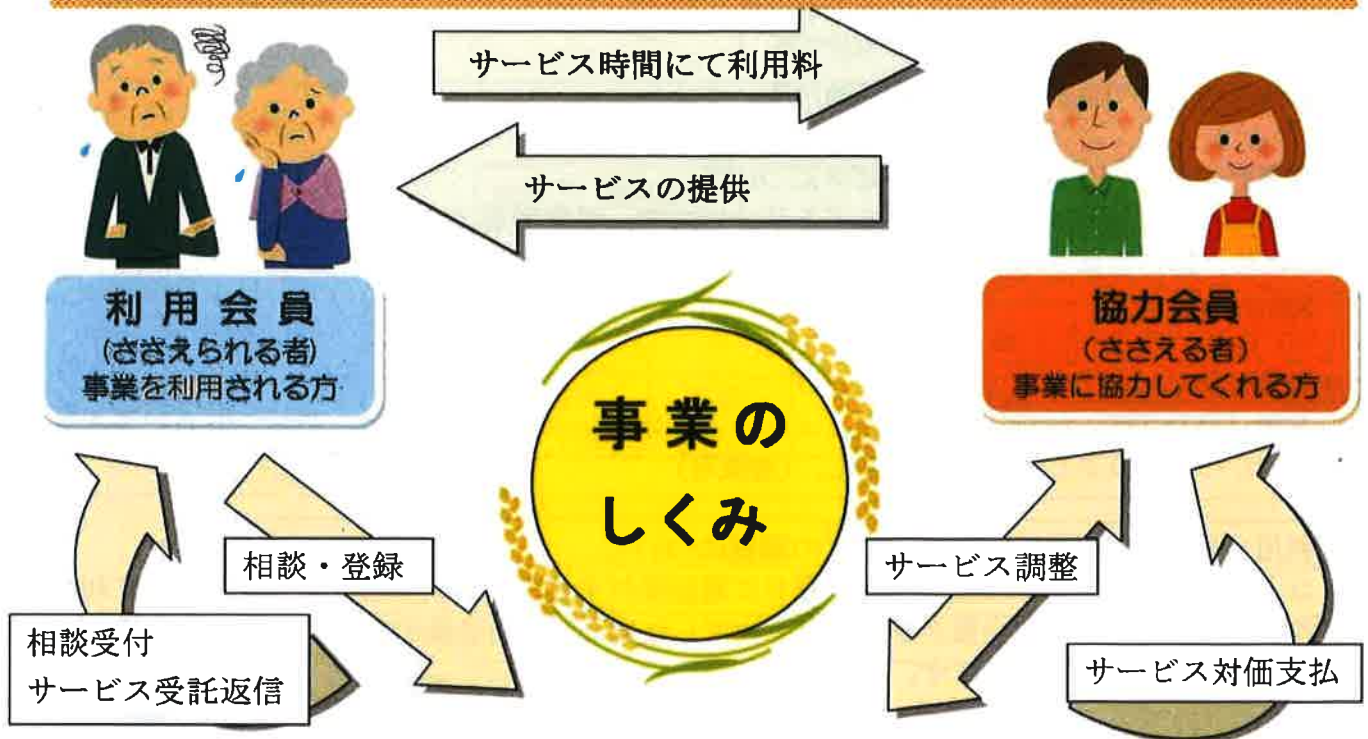 サービス時間にて利用料
サービスの提供
利用会員
(ささえられる者)
事業を利用される方
協力会員
(ささえる者)
事業に協力してくれる方
事業の
しくみ
相談・登録
サービス調整
相談受付
サービス受託返信
サービス対価支払